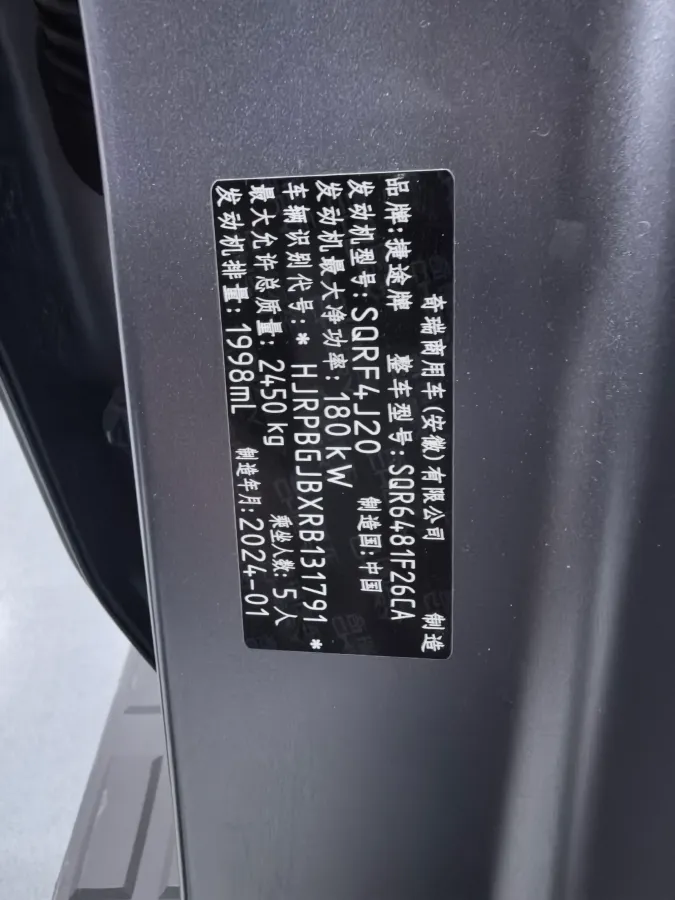 奇瑞商用车(安徽)有限公司 制造
品牌:捷途牌 整车型号:SQR6481F26CA
发动机型号:SQRF4J20 制造国:中国
发动机最大净功率:180kW
车辆识别代号:*HJRPBGJBXRB131791*
最大允许总质量:2450kg 乘坐人数:5人
发动机排量:1998mL 制造年月:2024-01